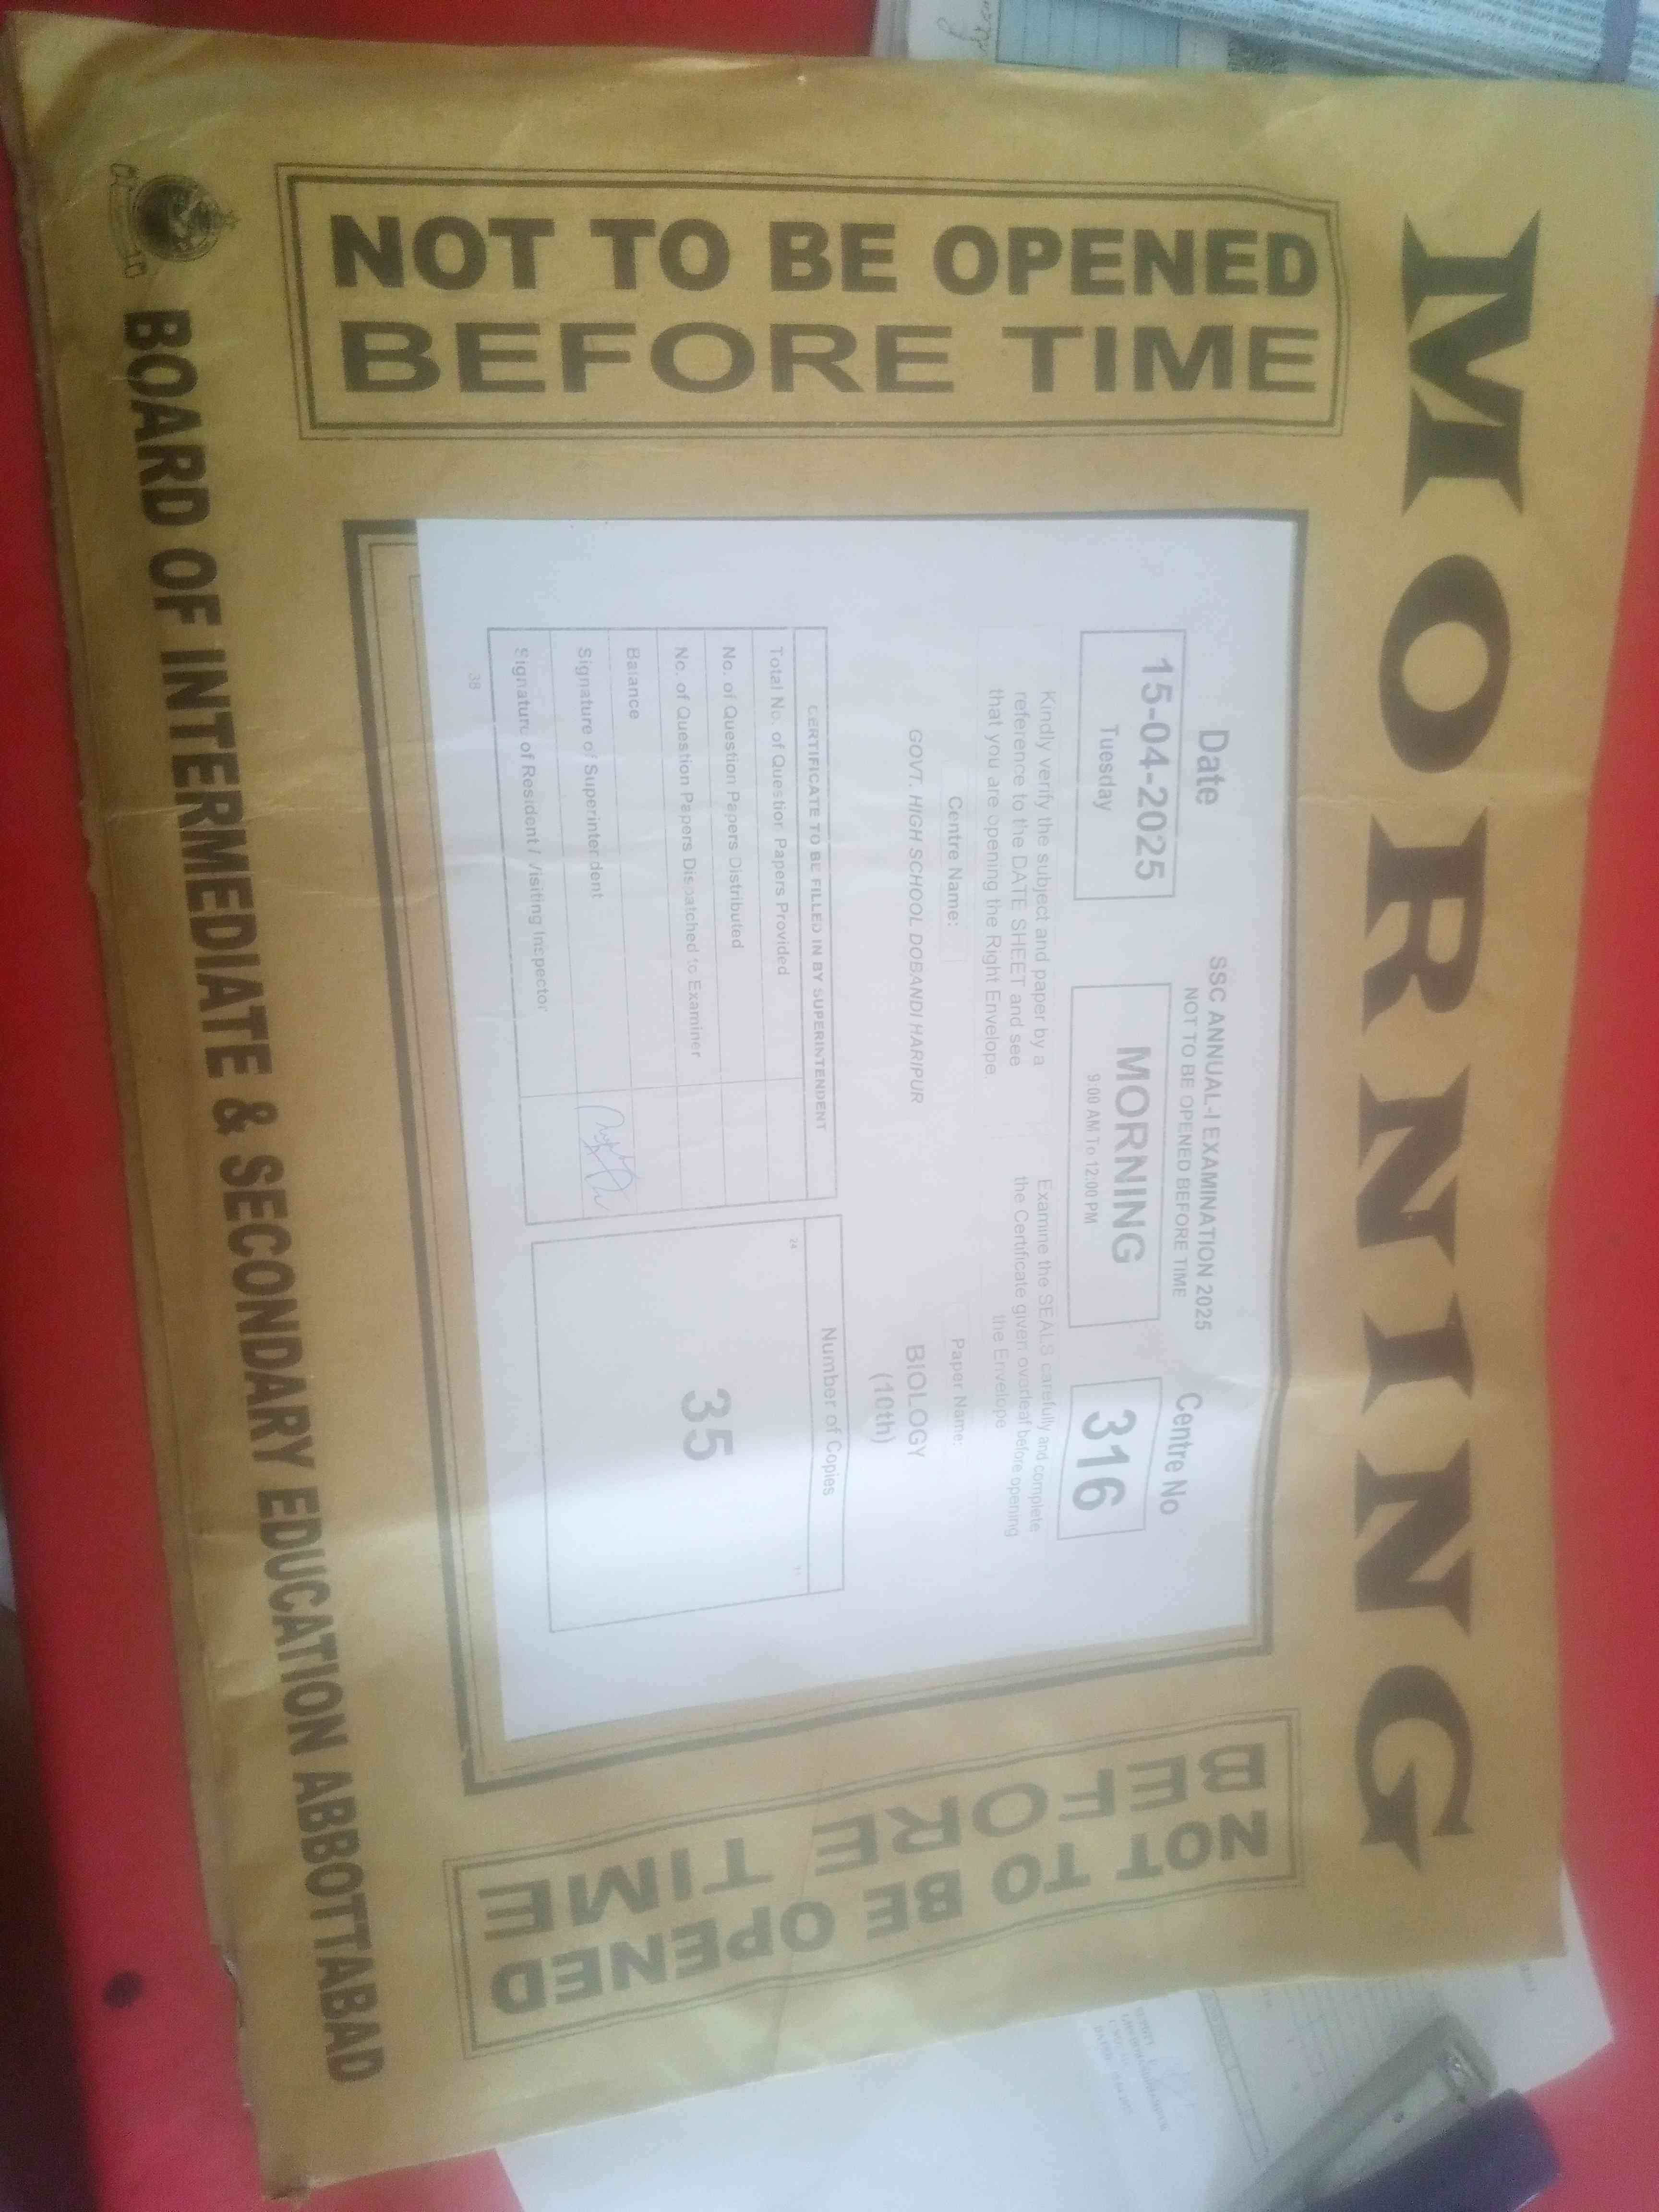 MORNING
NOT TO BE OPENED
BEFORE TIME
Date
15-04-2025
Tuesday
SSC ANNUAL-I EXAMINATION 2025
NOT TO BE OPENED BEFORE TIME
MORNING
9:00 AM To 12:00 PM
Centre No
316
Kindly verify the subject and paper by a
reference to the DATE SHEET and see
that you are opening the Right Envelope.
Examine the SEALS carefully and complete
the Certificate given overleaf before opening
the Envelope
Centre Name:
GOVT. HIGH SCHOOL DOBANDI HARIPUR
Paper Name:
BIOLOGY
(10th)
CERTIFICATE TO BE FILLED IN BY SUPERINTENDENT
Total No. of Question Papers Provided
No. of Question Papers Distributed
No. of Question Papers Dispatched to Examiner
Balance
Signature of Superintendent
Signature of Resident / Visiting Inspector
38
Number of Copies
24
11
35
NOT TO BE OPENED
BEFORE TIME
BOARD OF INTERMEDIATE & SECONDARY EDUCATION ABBOTTABAD